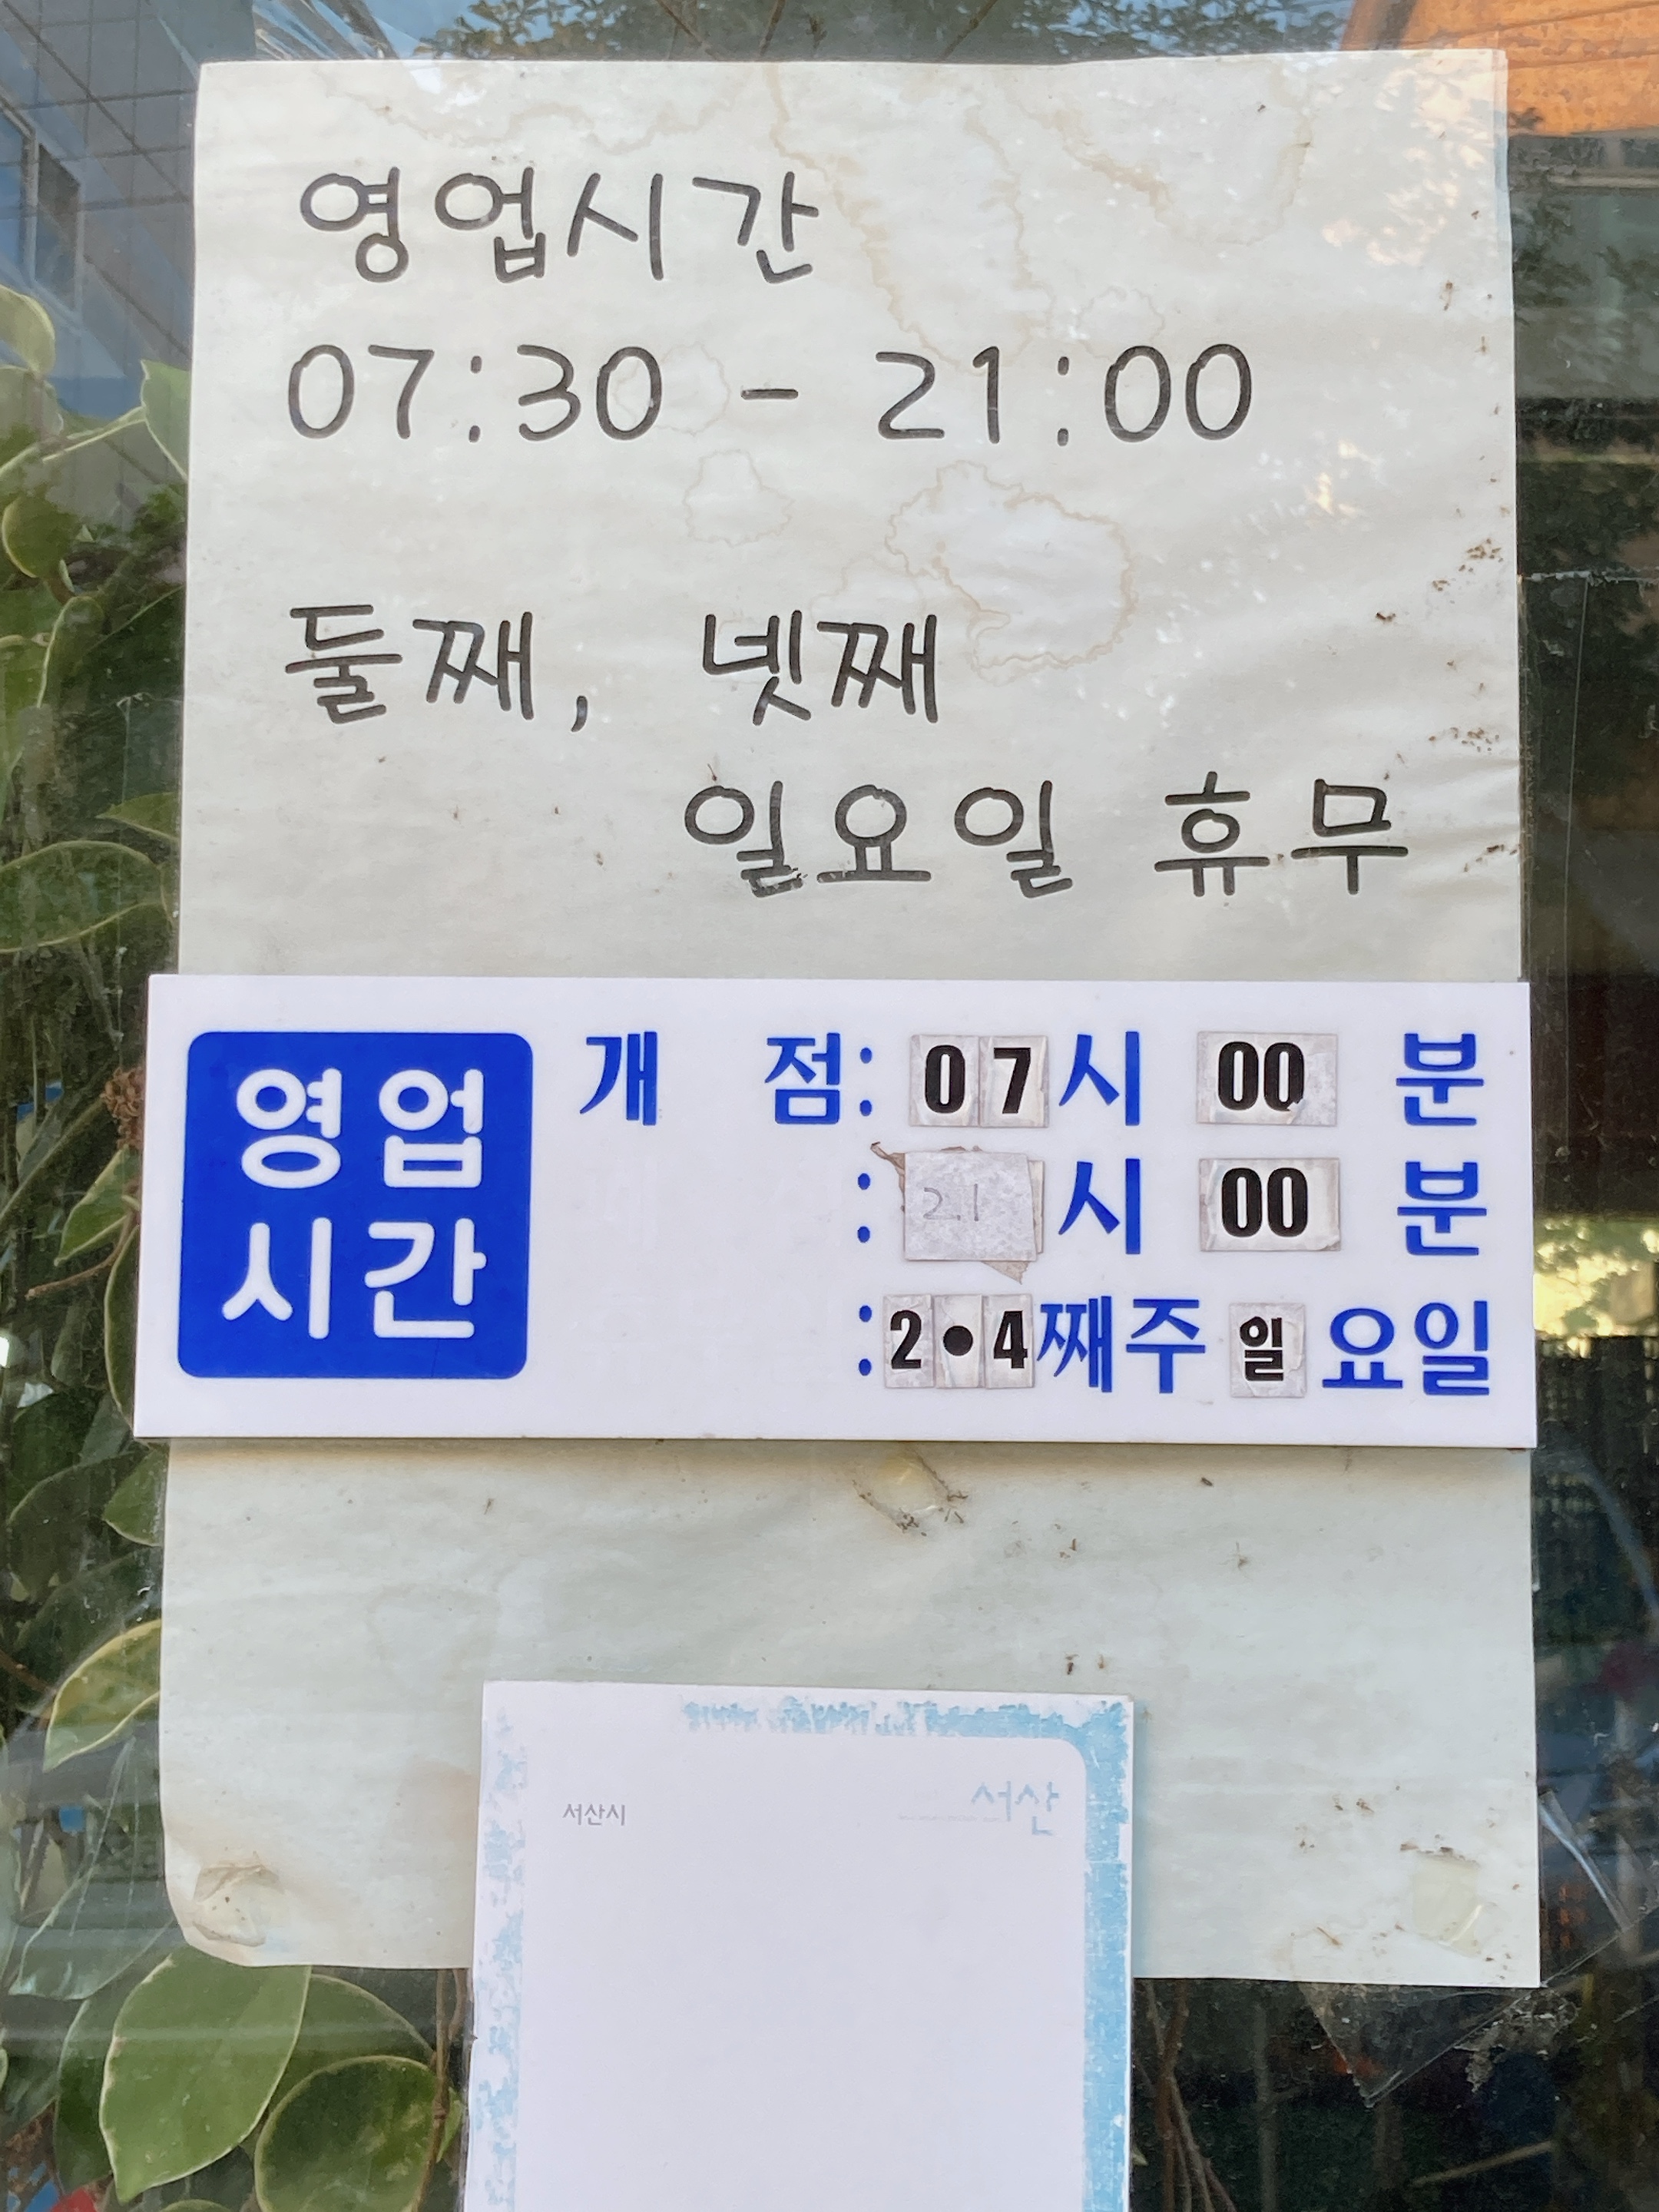 영업시간
07:30 - 21:00
둘째, 넷째
일요일 휴무
영업
시간
개 점: 07시 00 분
: 21 시 00 분
: 2•4째주 일요일
서산시
서산